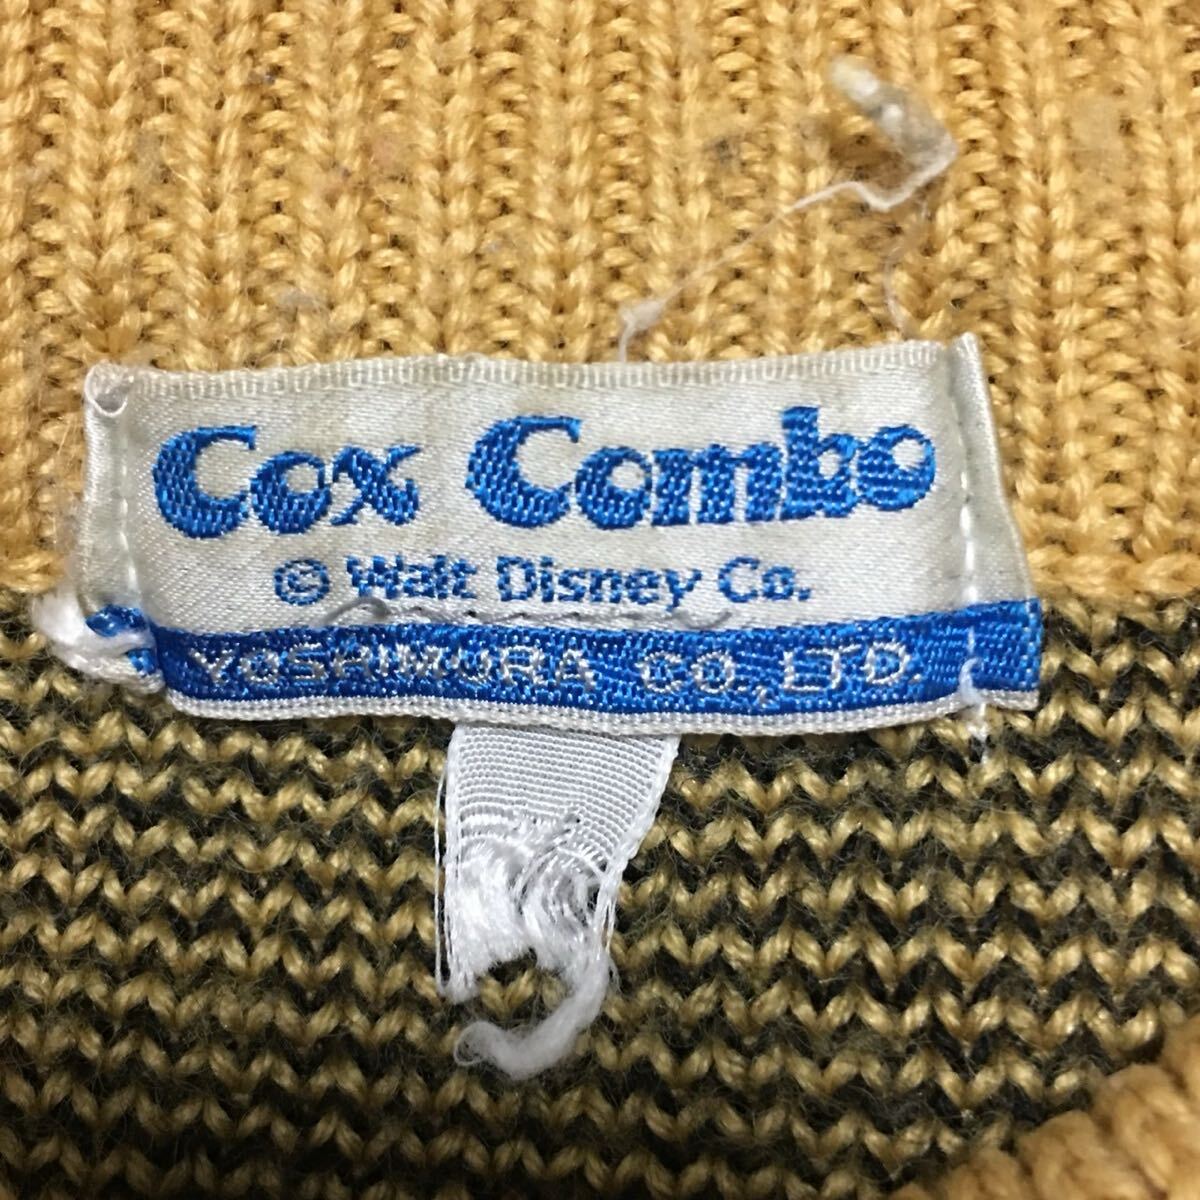 Cox Combo
© Walt Disney Co.
YOSHIMURA CO., LTD.